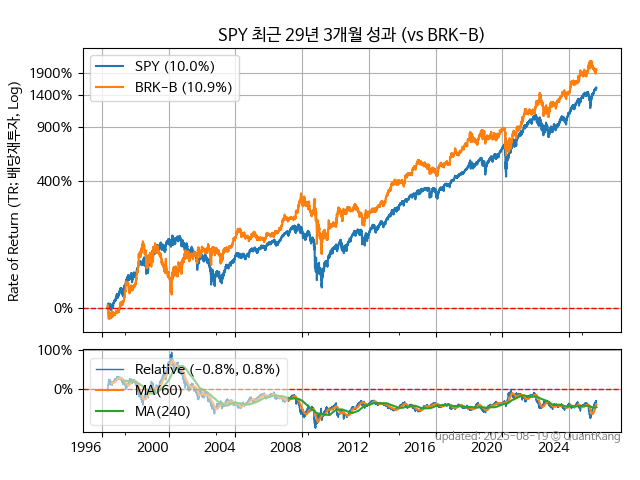 SPY 최근 29년 3개월 성과 (vs BRK-B)
SPY (10.0%)
BRK-B (10.9%)
1900%
1400%
900%
400%
0%
Rate of Return (TR; 배당재투자, Log)
100%
0%
Relative (-0.8%, 0.8%)
MA(60)
MA(240)
1996 2000 2004 2008 2012 2016 2020 2024
updated: 2025-08-19 © QuantKang